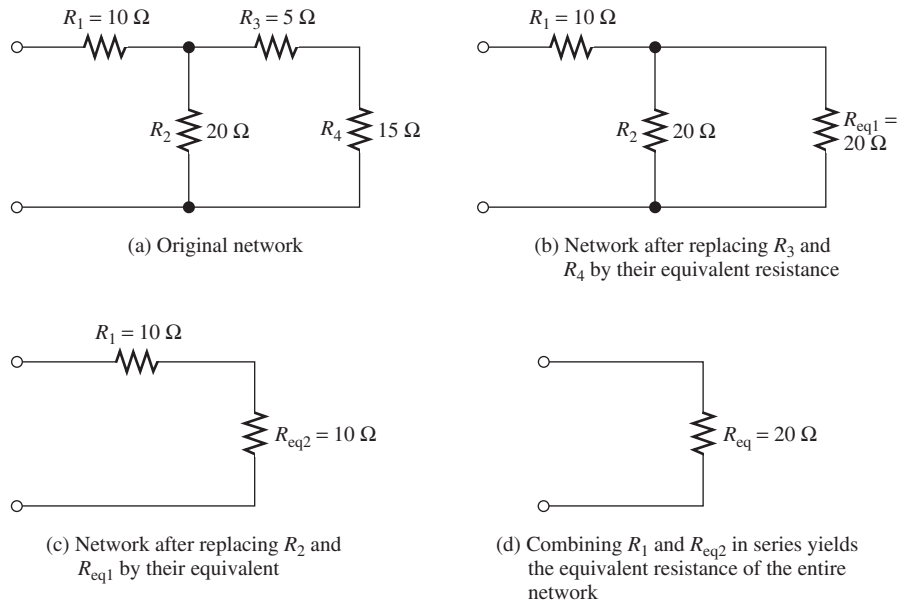 R1 = 10 Ω
R3 = 5 Ω
R2
20 Ω
R4
15 Ω
(a) Original network
R1 = 10 Ω
R2
20 Ω
Req1 =
20 Ω
(b) Network after replacing R3 and
R4 by their equivalent resistance
R1 = 10 Ω
Req2 = 10 Ω
(c) Network after replacing R2 and
Req1 by their equivalent
Req = 20 Ω
(d) Combining R1 and Req2 in series yields
the equivalent resistance of the entire
network